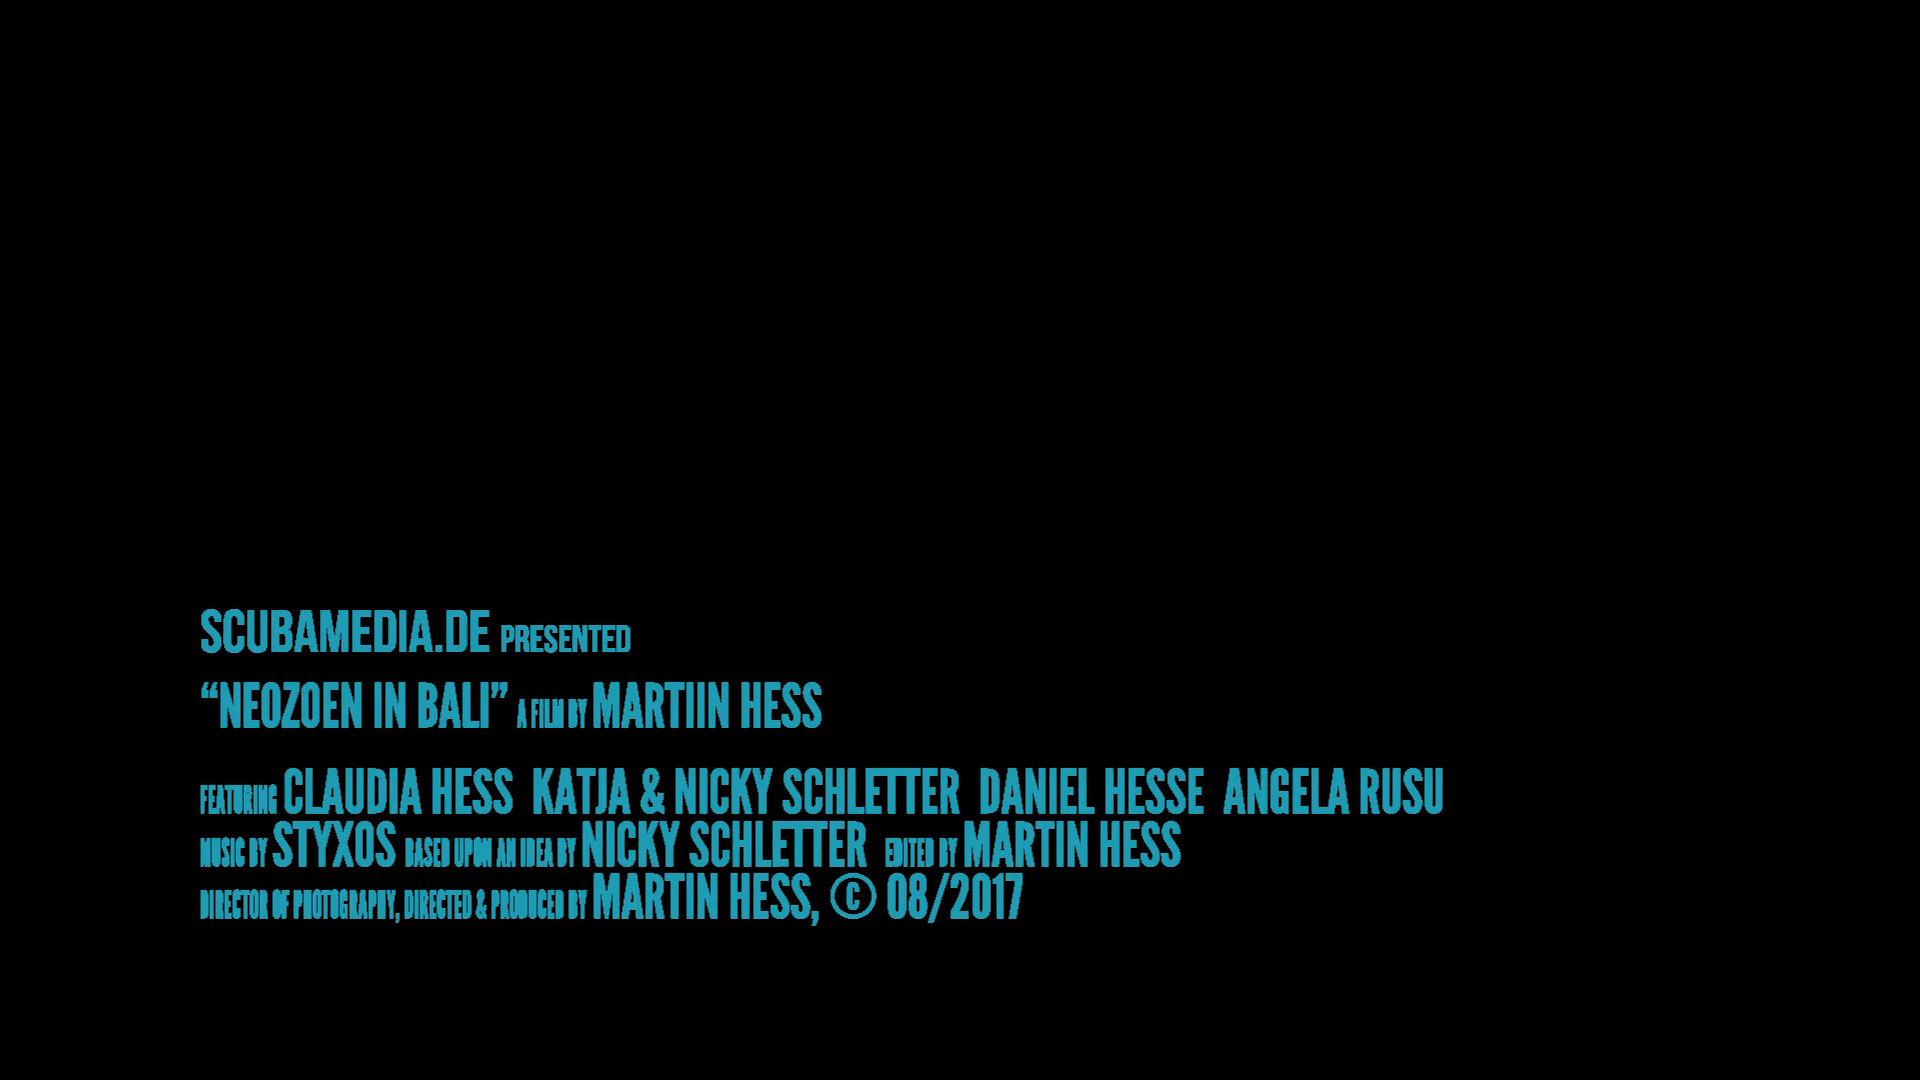 SCUBAMEDIA.DE PRESENTED
“NEOZOEN IN BALI” A FILM BY MARTIIN HESS
FEATURING CLAUDIA HESS KATJA & NICKY SCHLETTER DANIEL HESSE ANGELA RUSU
MUSIC BY STYXOS BASED UPON AN IDEA BY NICKY SCHLETTER EDITED BY MARTIN HESS
DIRECTOR OF PHOTOGRAPHY, DIRECTED & PRODUCED BY MARTIN HESS, © 08/2017